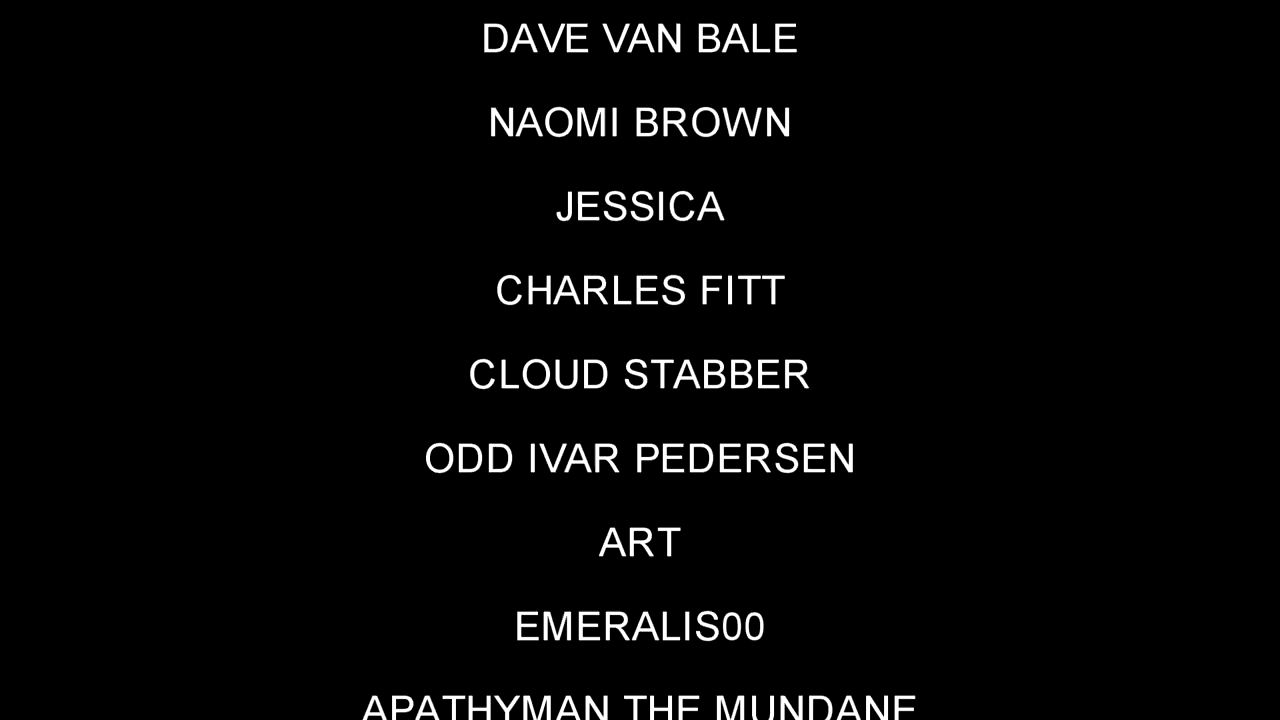 DAVE VAN BALE
NAOMI BROWN
JESSICA
CHARLES FITT
CLOUD STABBER
ODD IVAR PEDERSEN
ART
EMERALIS00
APATHYMAN THE MUNDANE